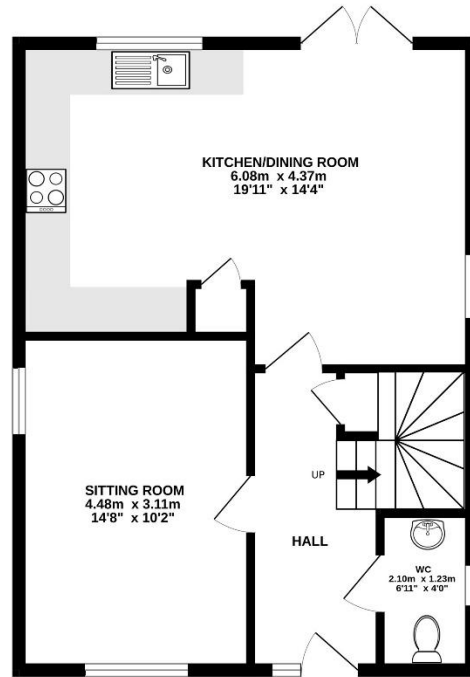 KITCHEN/DINING ROOM
6.08m x 4.37m
19'11" x 14'4"
SITTING ROOM
4.48m x 3.11m
14'8" x 10'2"
UP
HALL
WC
2.10m x 1.23m
6'11" x 4'0"